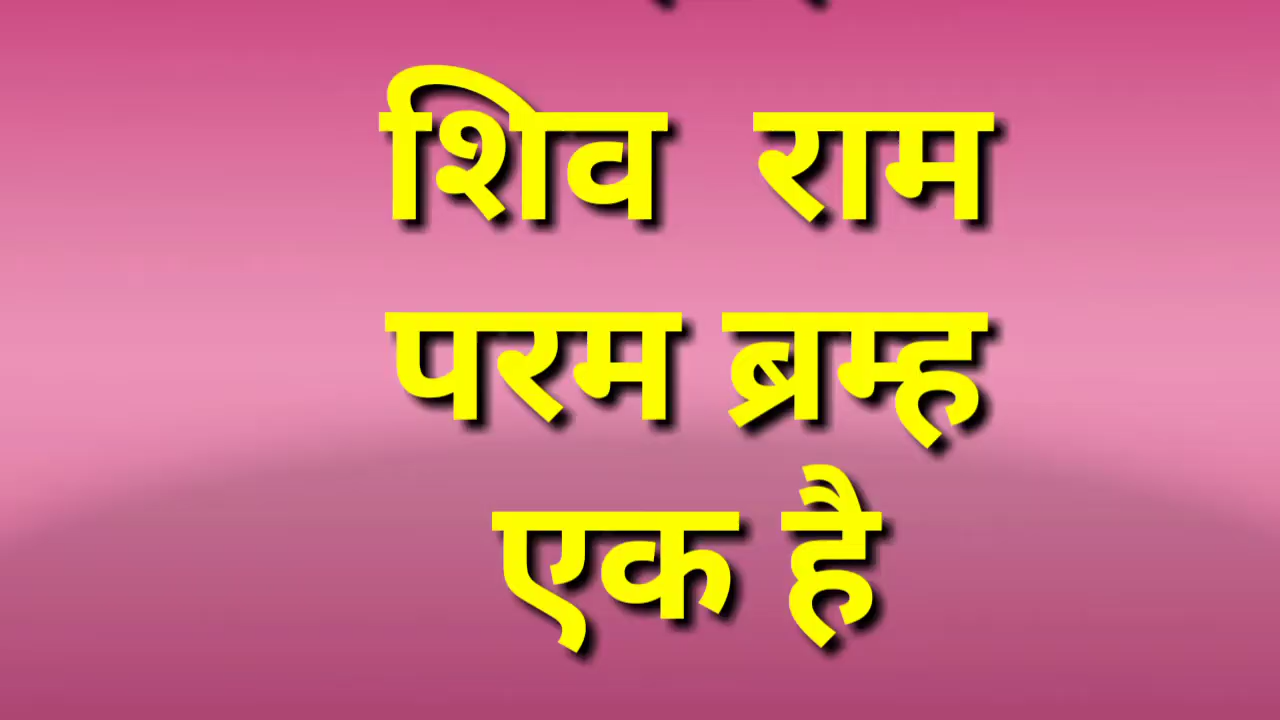 शिव राम
परम ब्रम्ह
एक है